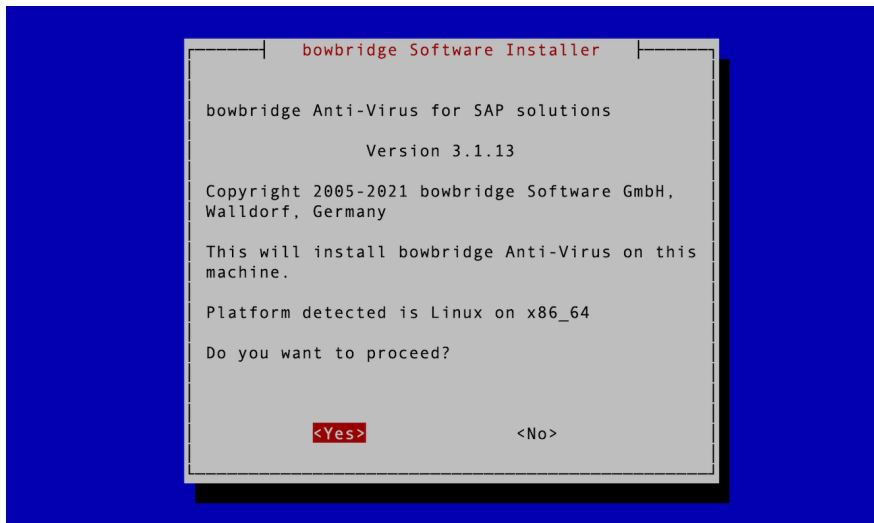 bowbridge Software Installer
bowbridge Anti-Virus for SAP solutions
Version 3.1.13
Copyright 2005-2021 bowbridge Software GmbH,
Walldorf, Germany
This will install bowbridge Anti-Virus on this
machine.
Platform detected is Linux on x86_64
Do you want to proceed?
<Yes> <No>